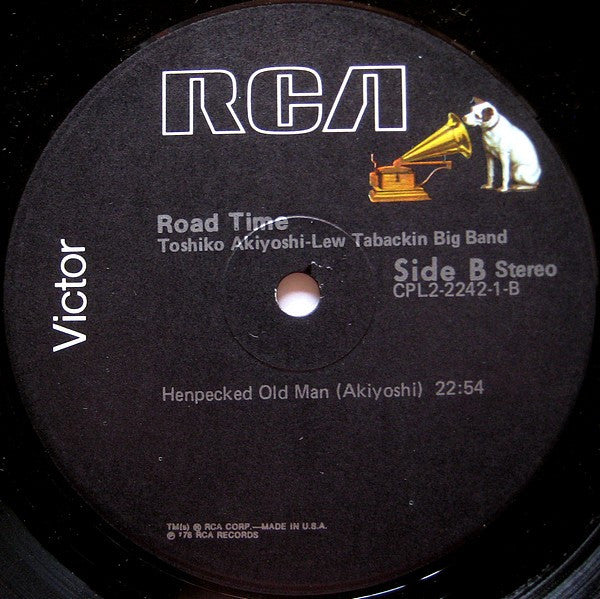 RCA
Victor
Road Time
Toshiko Akiyoshi-Lew Tabackin Big Band
Side B Stereo
CPL2-2242-1-B
Henpecked Old Man (Akiyoshi) 22:54
TM(s) ® RCA CORP.—MADE IN U.S.A.
℗ '76 RCA RECORDS